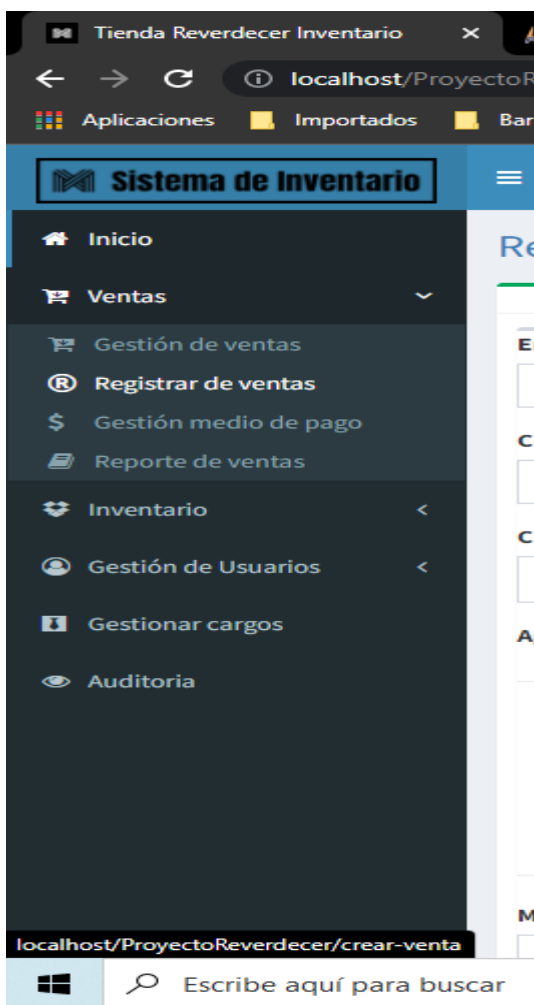 Tienda Reverdecer Inventario
localhost/Proyecto
Aplicaciones Importados Bar
Sistema de Inventario
Inicio
Re
Ventas
Gestión de ventas
Registrar de ventas
Gestión medio de pago
Reporte de ventas
Inventario
Gestión de Usuarios
Gestionar cargos
Auditoria
localhost/ProyectoReverdecer/crear-venta
Escribe aquí para buscar